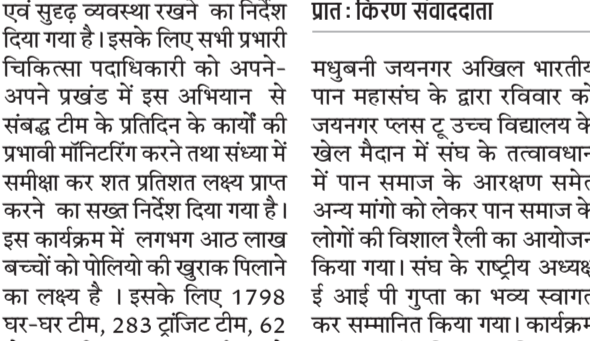 एवं सुदृढ़ व्यवस्था रखने का निर्देश
दिया गया है। इसके लिए सभी प्रभारी
चिकित्सा पदाधिकारी को अपने-
अपने प्रखंड में इस अभियान से
संबद्ध टीम के प्रतिदिन के कार्यों की
प्रभावी मॉनिटरिंग करने तथा संध्या में
समीक्षा कर शत प्रतिशत लक्ष्य प्राप्त
करने का सख्त निर्देश दिया गया है।
इस कार्यक्रम में लगभग आठ लाख
बच्चों को पोलियो की खुराक पिलाने
का लक्ष्य है । इसके लिए 1798
घर-घर टीम, 283 ट्रांजिट टीम, 62
प्रात : किरण संवाददाता
मधुबनी जयनगर अखिल भारतीय
पान महासंघ के द्वारा रविवार को
जयनगर प्लस टू उच्च विद्यालय के
खेल मैदान में संघ के तत्वावधान
में पान समाज के आरक्षण समेत
अन्य मांगो को लेकर पान समाज के
लोगों की विशाल रैली का आयोजन
किया गया। संघ के राष्ट्रीय अध्यक्ष
ई आई पी गुप्ता का भव्य स्वागत
कर सम्मानित किया गया। कार्यक्रम